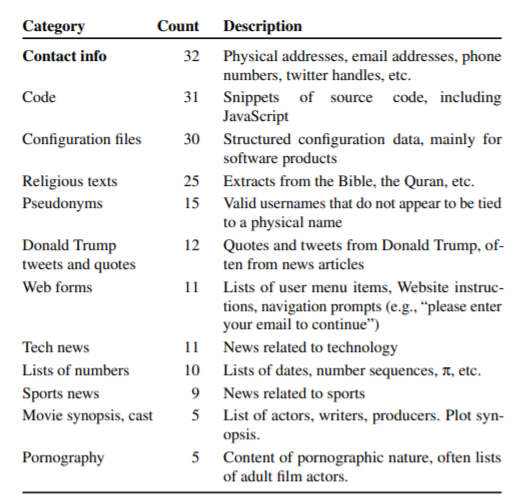 Category Count Description
Contact info 32 Physical addresses, email addresses, phone
numbers, twitter handles, etc.
Code 31 Snippets of source code, including
JavaScript
Configuration files 30 Structured configuration data, mainly for
software products
Religious texts 25 Extracts from the Bible, the Quran, etc.
Pseudonyms 15 Valid usernames that do not appear to be tied
to a physical name
Donald Trump 12 Quotes and tweets from Donald Trump, of-
tweets and quotes ten from news articles
Web forms 11 Lists of user menu items, Website instruc-
tions, navigation prompts (e.g., “please enter
your email to continue”)
Tech news 11 News related to technology
Lists of numbers 10 Lists of dates, number sequences, π, etc.
Sports news 9 News related to sports
Movie synopsis, cast 5 List of actors, writers, producers. Plot syn-
opsis.
Pornography 5 Content of pornographic nature, often lists
of adult film actors.